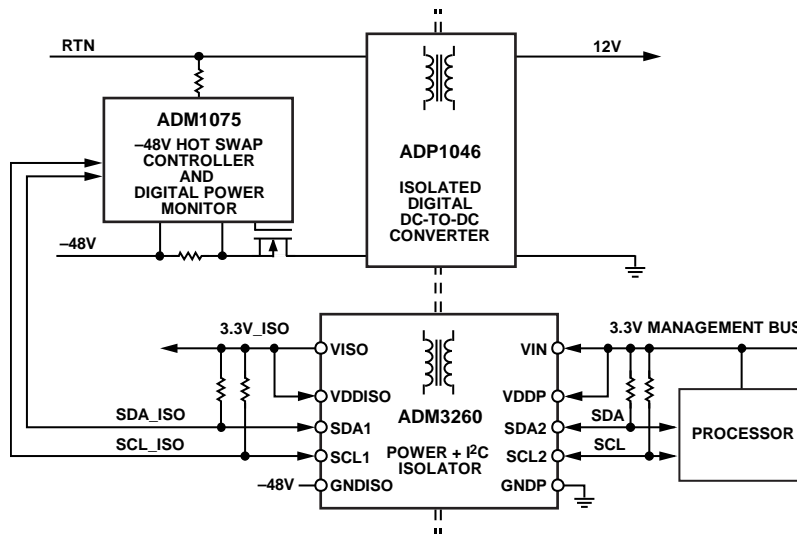 RTN
12V
ADM1075
–48V HOT SWAP
CONTROLLER
AND
DIGITAL POWER
MONITOR
ADP1046
ISOLATED
DIGITAL
DC-TO-DC
CONVERTER
–48V
3.3V_ISO
VISO
VIN
3.3V MANAGEMENT BUS
VDDISO
VDDP
ADM3260
SDA_ISO
SDA1
SDA2
SDA
PROCESSOR
POWER + I²C
ISOLATOR
SCL_ISO
SCL1
SCL2
SCL
–48V
GNDISO
GNDP